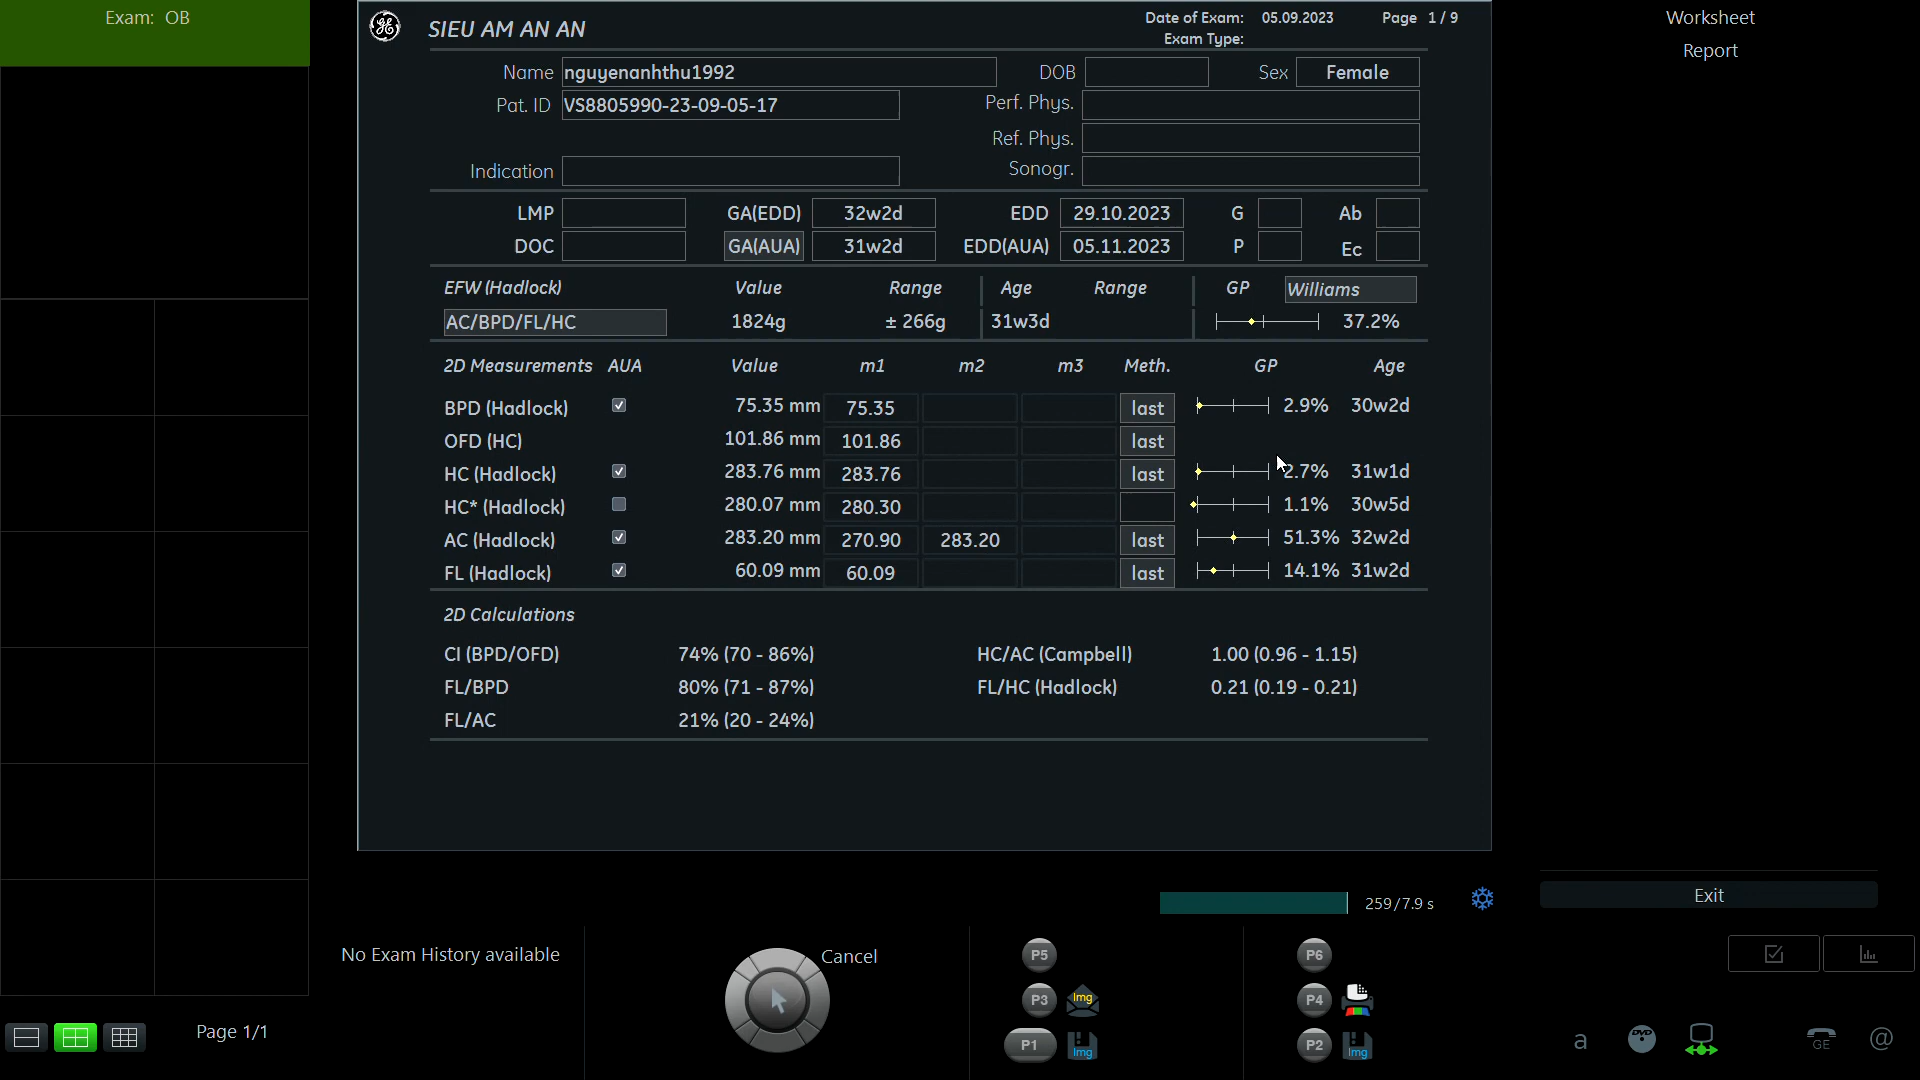 Exam: OB
SIEU AM AN AN
Date of Exam: 05.09.2023 Page 1 / 9
Exam Type:
Worksheet
Report
Name nguyenanhthu1992 DOB Sex Female
Pat. ID VS8805990-23-09-05-17 Perf. Phys.
Ref. Phys.
Indication Sonogr.
LMP GA(EDD) 32w2d EDD 29.10.2023 G Ab
DOC GA(AUA) 31w2d EDD(AUA) 05.11.2023 P Ec
EFW (Hadlock) Value Range Age Range GP Williams
AC/BPD/FL/HC 1824g ± 266g 31w3d 37.2%
2D Measurements AUA Value m1 m2 m3 Meth. GP Age
BPD (Hadlock) 75.35 mm 75.35 last 2.9% 30w2d
OFD (HC) 101.86 mm 101.86 last
HC (Hadlock) 283.76 mm 283.76 last 2.7% 31w1d
HC* (Hadlock) 280.07 mm 280.30 1.1% 30w5d
AC (Hadlock) 283.20 mm 270.90 283.20 last 51.3% 32w2d
FL (Hadlock) 60.09 mm 60.09 last 14.1% 31w2d
2D Calculations
CI (BPD/OFD) 74% (70 - 86%) HC/AC (Campbell) 1.00 (0.96 - 1.15)
FL/BPD 80% (71 - 87%) FL/HC (Hadlock) 0.21 (0.19 - 0.21)
FL/AC 21% (20 - 24%)
259/7.9 s
Exit
No Exam History available
Cancel
P5 P6
P3 Img P4
P1 Img P2 Img
Page 1/1
a DVD GE @